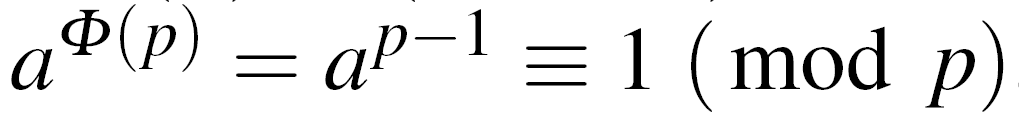 a^{Φ(p)} = a^{p−1} ≡ 1 (mod p).